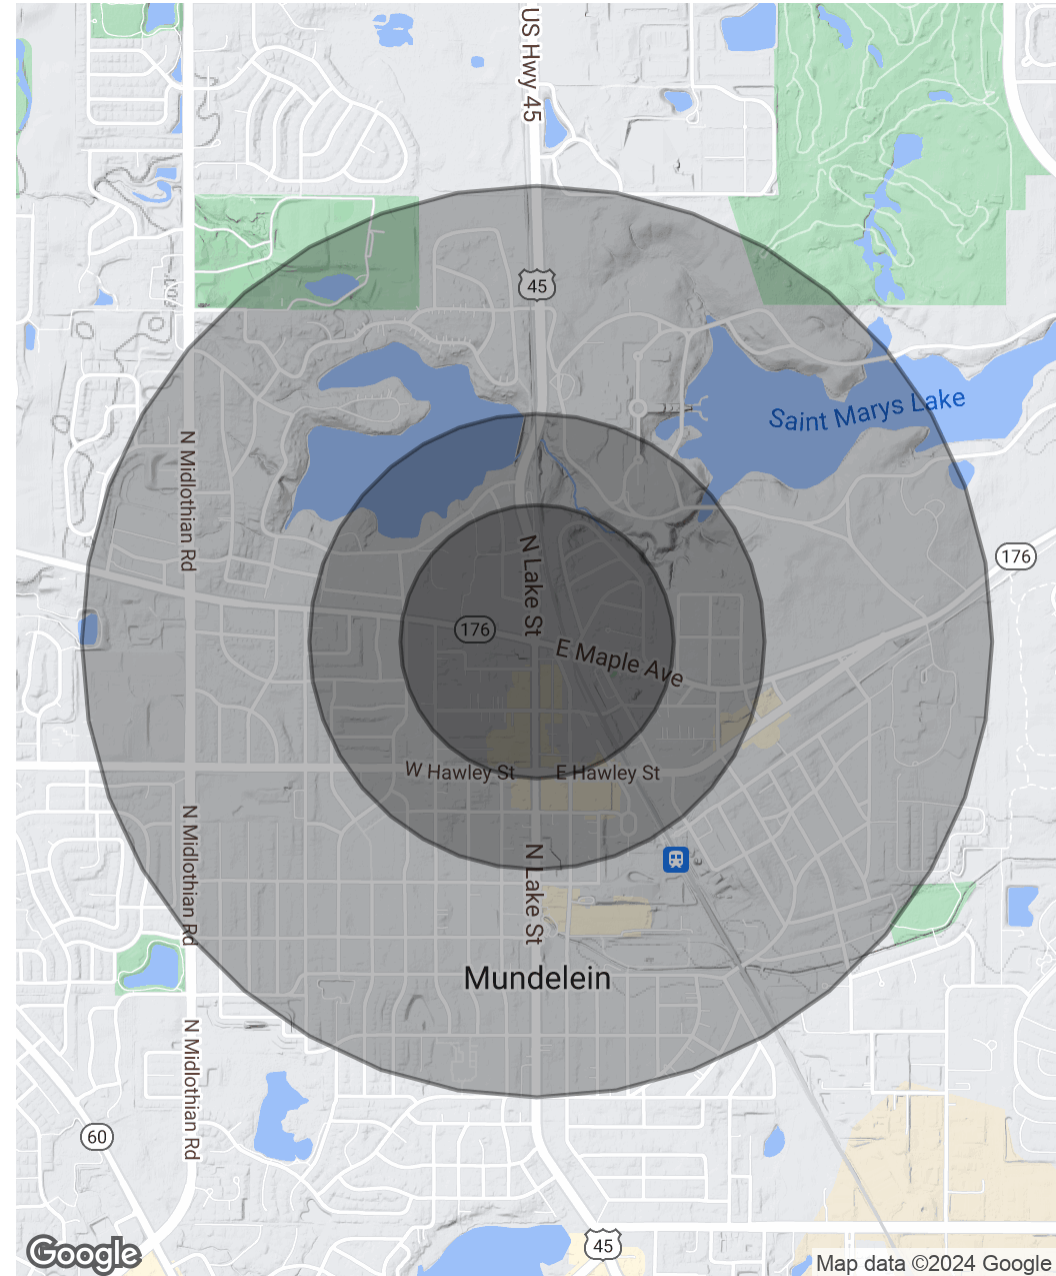 US Hwy 45
45
Saint Marys Lake
N Midlothian Rd
N Lake St
176
176
E Maple Ave
W Hawley St
E Hawley St
N Midlothian Rd
N Lake St
Mundelein
N Midlothian Rd
60
45
Google
Map data ©2024 Google